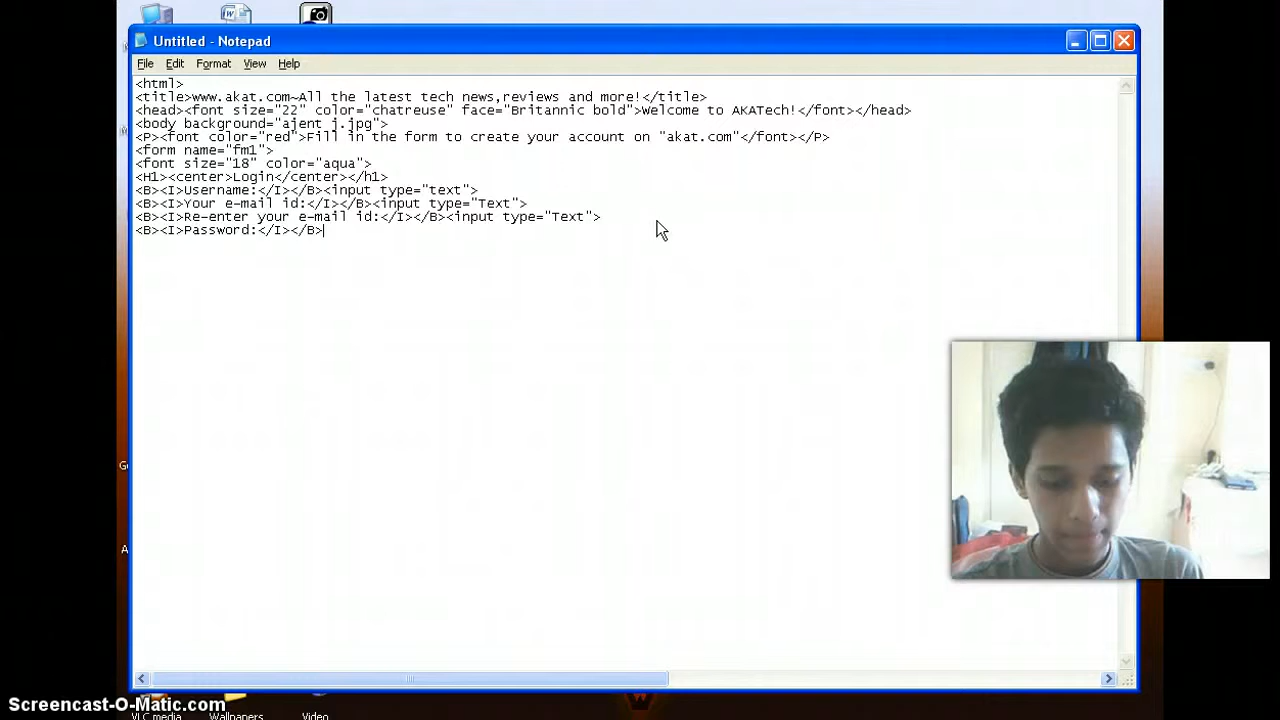 Untitled - Notepad
File Edit Format View Help
<html>
<title>www.akat.com~All the latest tech news,reviews and more!</title>
<head><font size="22" color="chatreuse" face="Britannic bold">Welcome to AKATech!</font></head>
<body background="ajent j.jpg">
<P><font color="red">Fill in the form to create your account on "akat.com"</font></P>
<form name="fm1">
<font size="18" color="aqua">
<H1><center>Login</center></h1>
<B><I>Username:</I></B><input type="text">
<B><I>Your e-mail id:</I></B><input type="Text">
<B><I>Re-enter your e-mail id:</I></B><input type="Text">
<B><I>Password:</I></B>
Screencast-O-Matic.com
VLC media Wallpapers Video